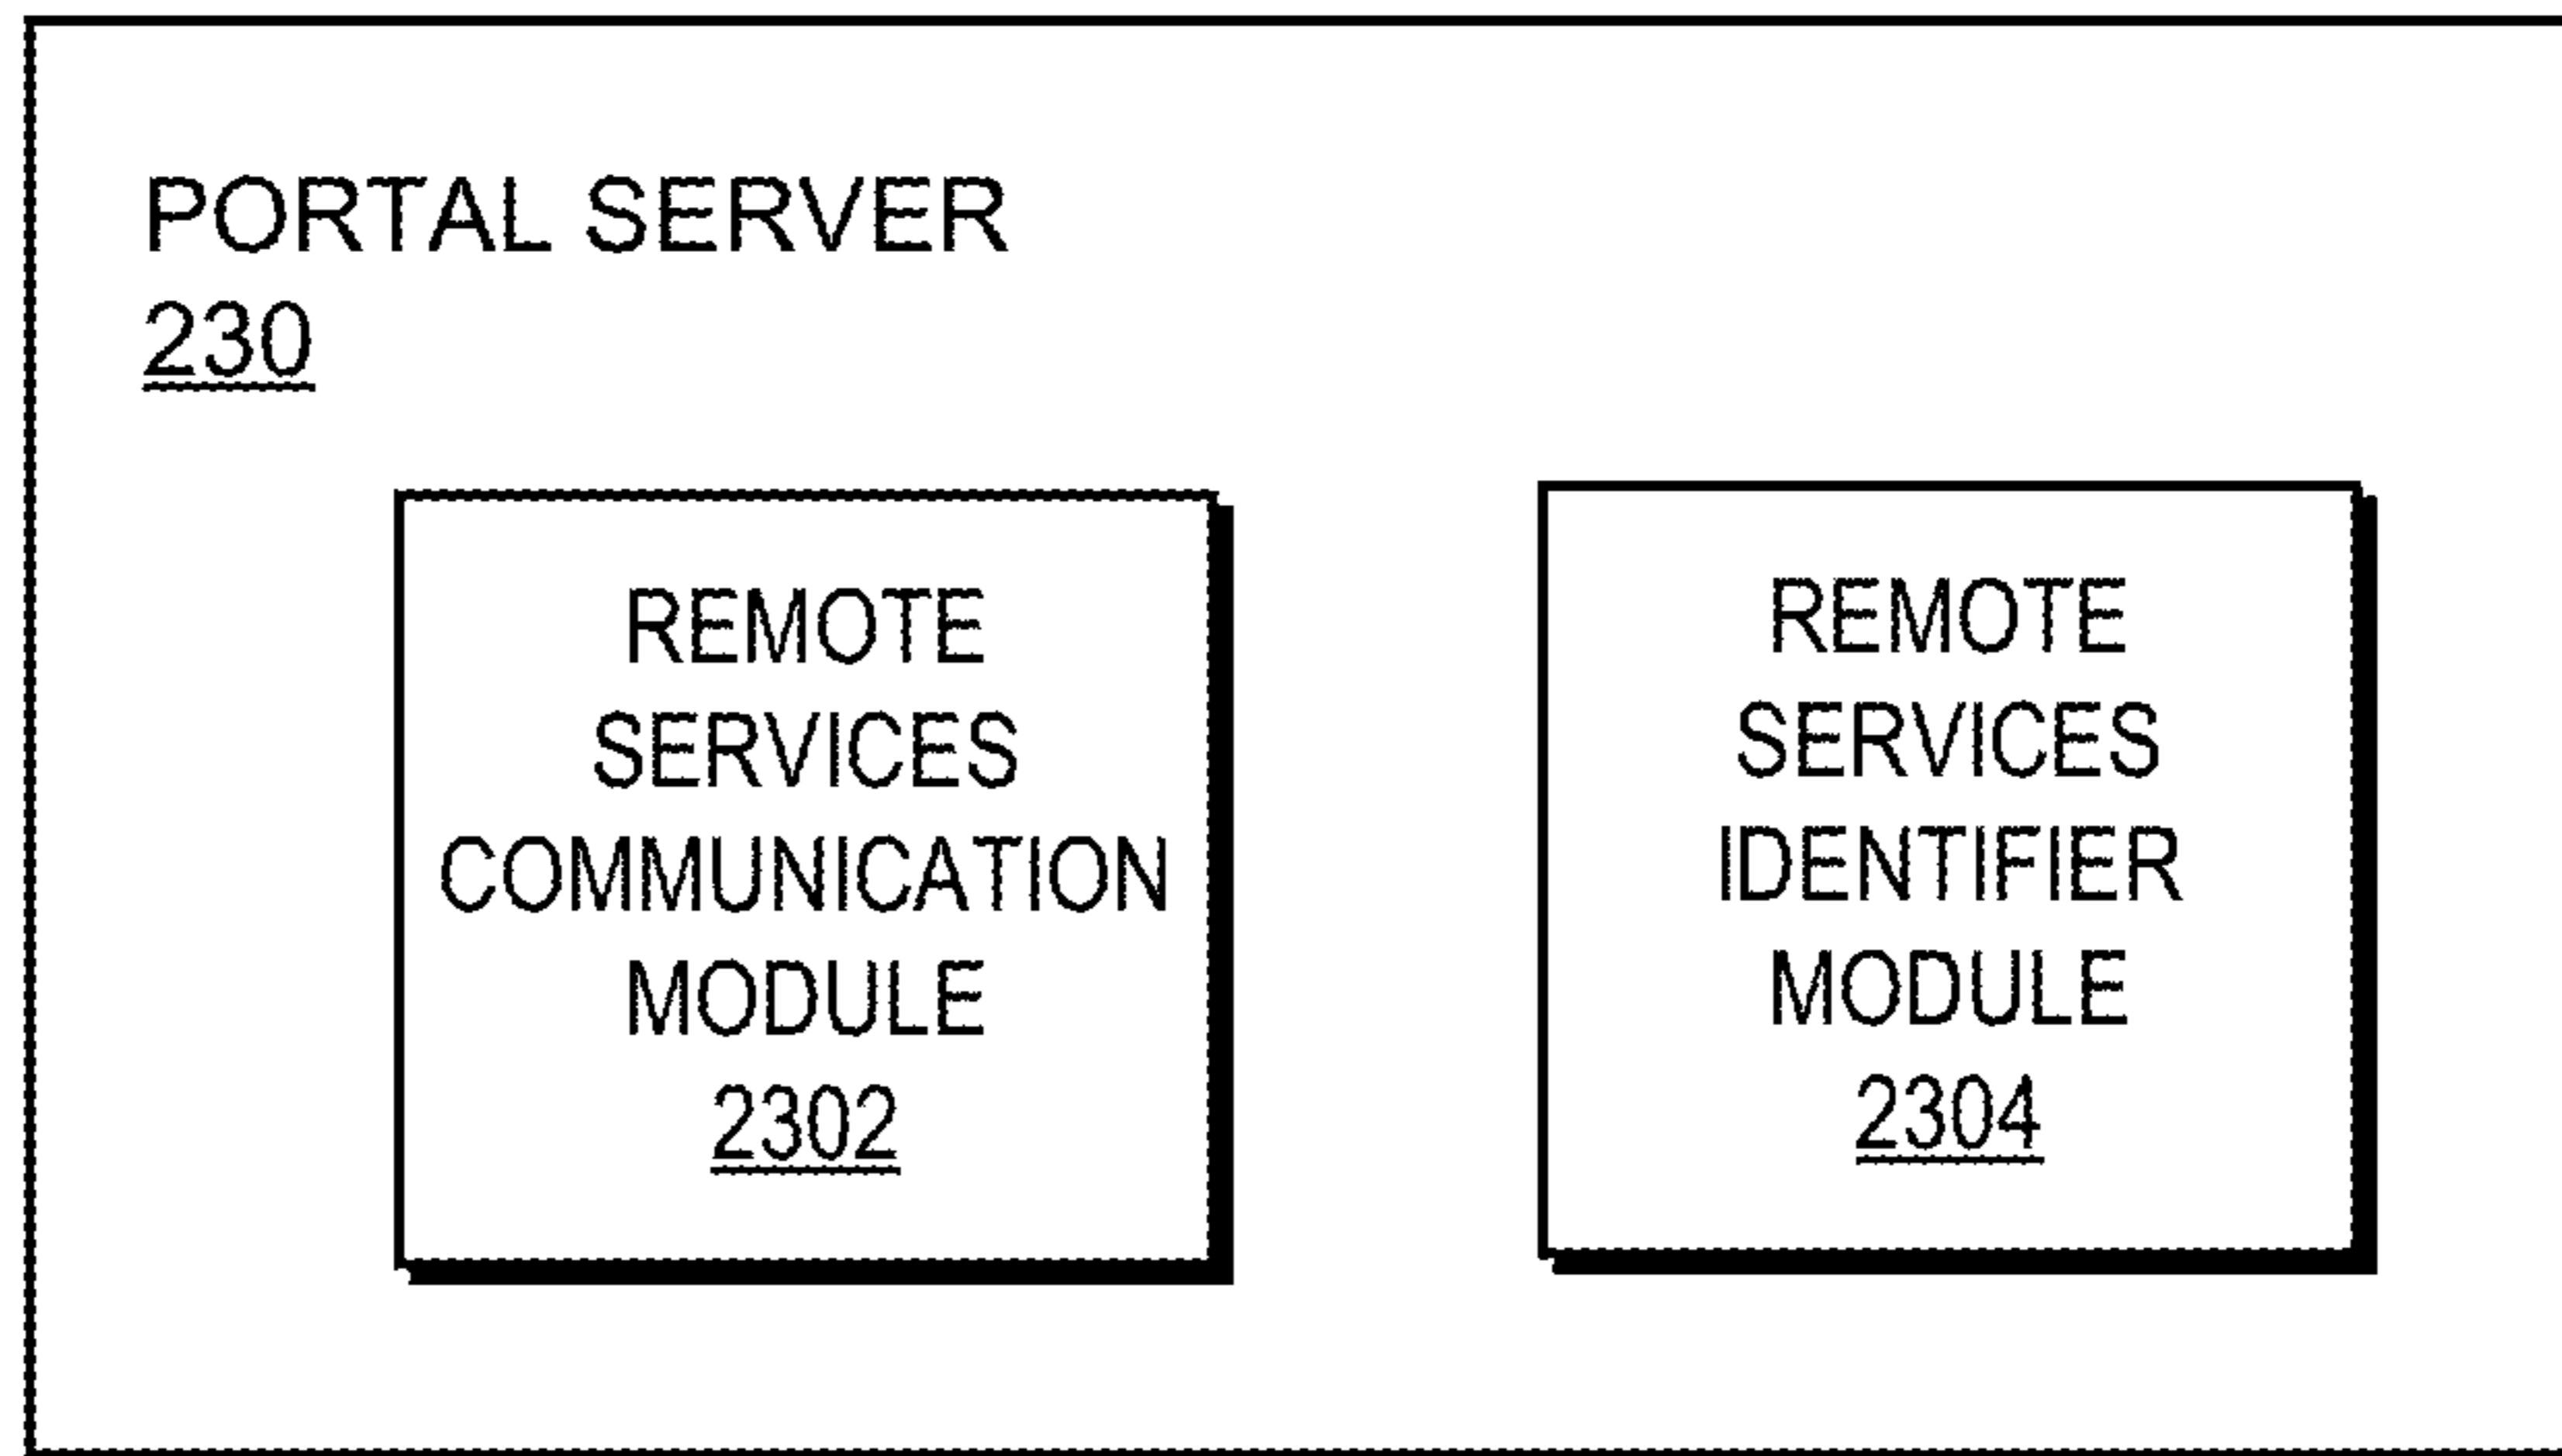 PORTAL SERVER
230
REMOTE
SERVICES
COMMUNICATION
MODULE
2302
REMOTE
SERVICES
IDENTIFIER
MODULE
2304